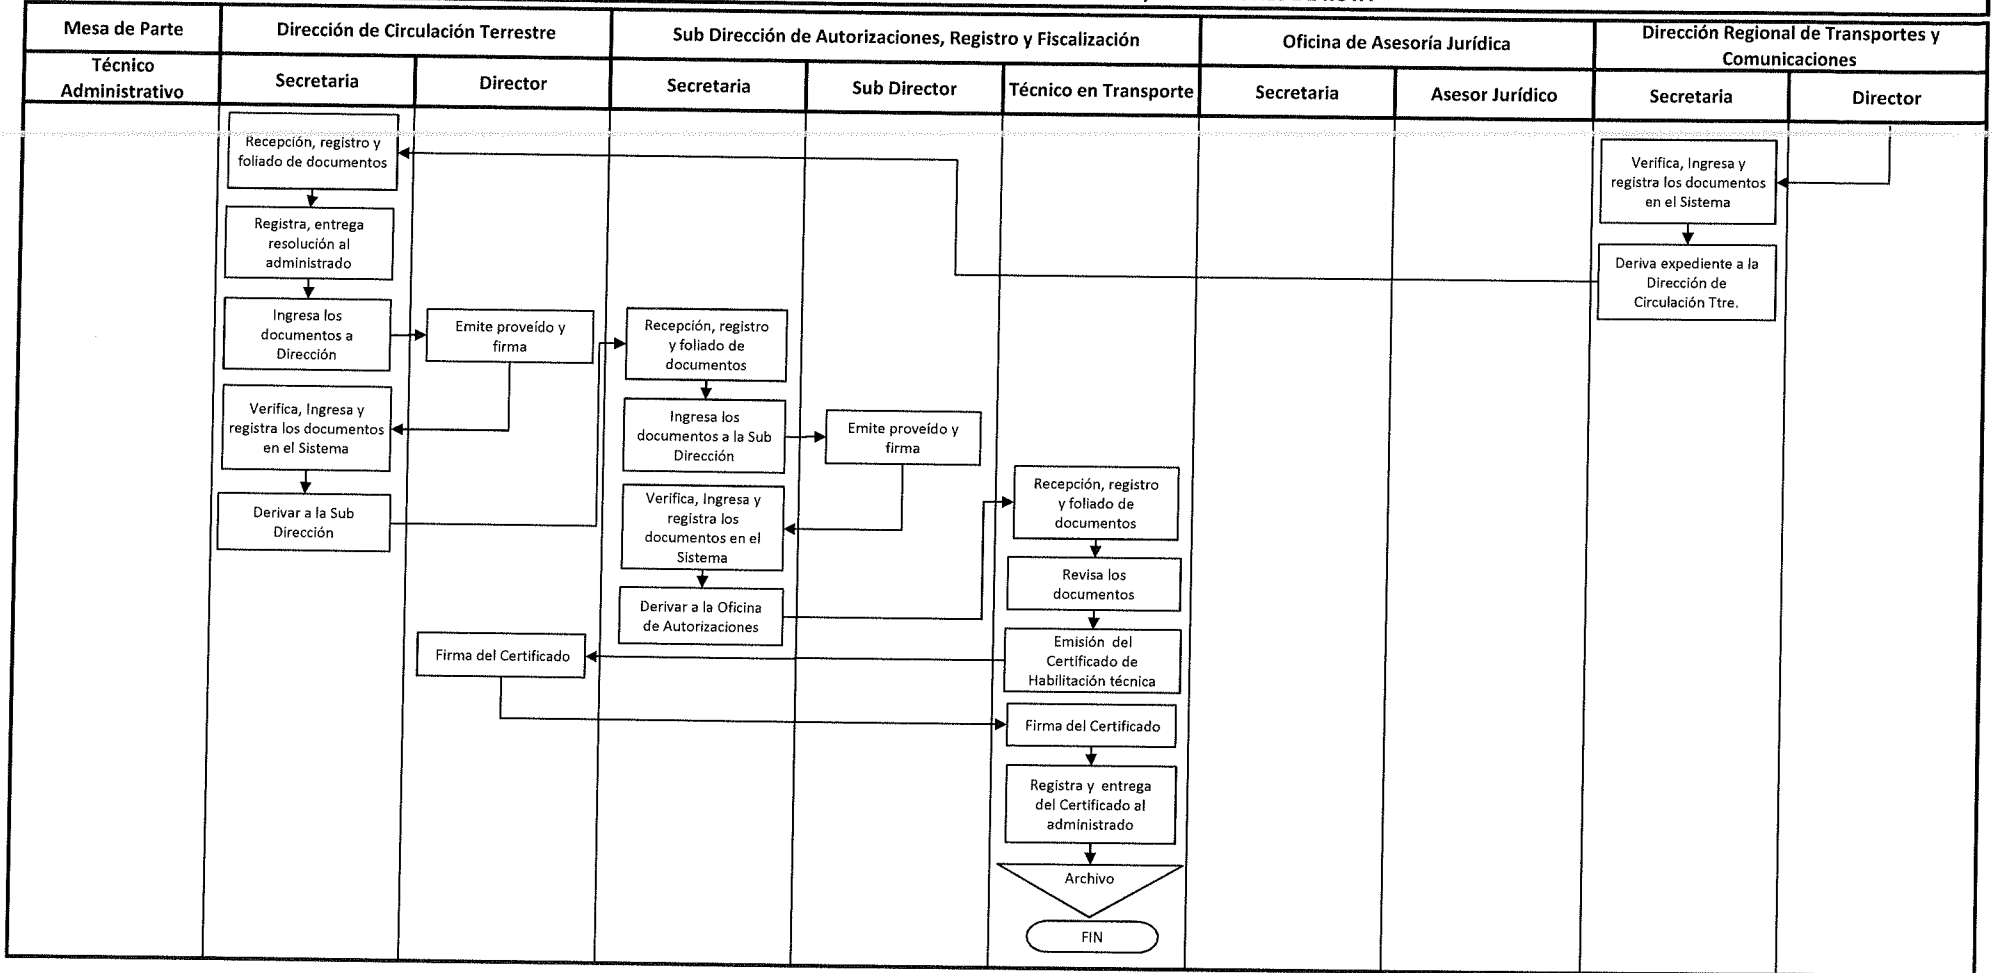 Mesa de Parte
Dirección de Circulación Terrestre
Sub Dirección de Autorizaciones, Registro y Fiscalización
Oficina de Asesoría Jurídica
Dirección Regional de Transportes y
Comunicaciones
Técnico
Administrativo
Secretaria
Director
Secretaria
Sub Director
Técnico en Transporte
Secretaria
Asesor Jurídico
Secretaria
Director
Recepción, registro y
foliado de documentos
Registra, entrega
resolución al
administrado
Ingresa los
documentos a
Dirección
Verifica, Ingresa y
registra los documentos
en el Sistema
Derivar a la Sub
Dirección
Emite proveído y
firma
Firma del Certificado
Recepción, registro
y foliado de
documentos
Ingresa los
documentos a la Sub
Dirección
Verifica, Ingresa y
registra los
documentos en el
Sistema
Derivar a la Oficina
de Autorizaciones
Emite proveído y
firma
Recepción, registro
y foliado de
documentos
Revisa los
documentos
Emisión del
Certificado de
Habilitación técnica
Firma del Certificado
Registra y entrega
del Certificado al
administrado
Archivo
FIN
Verifica, Ingresa y
registra los documentos
en el Sistema
Deriva expediente a la
Dirección de
Circulación Ttre.